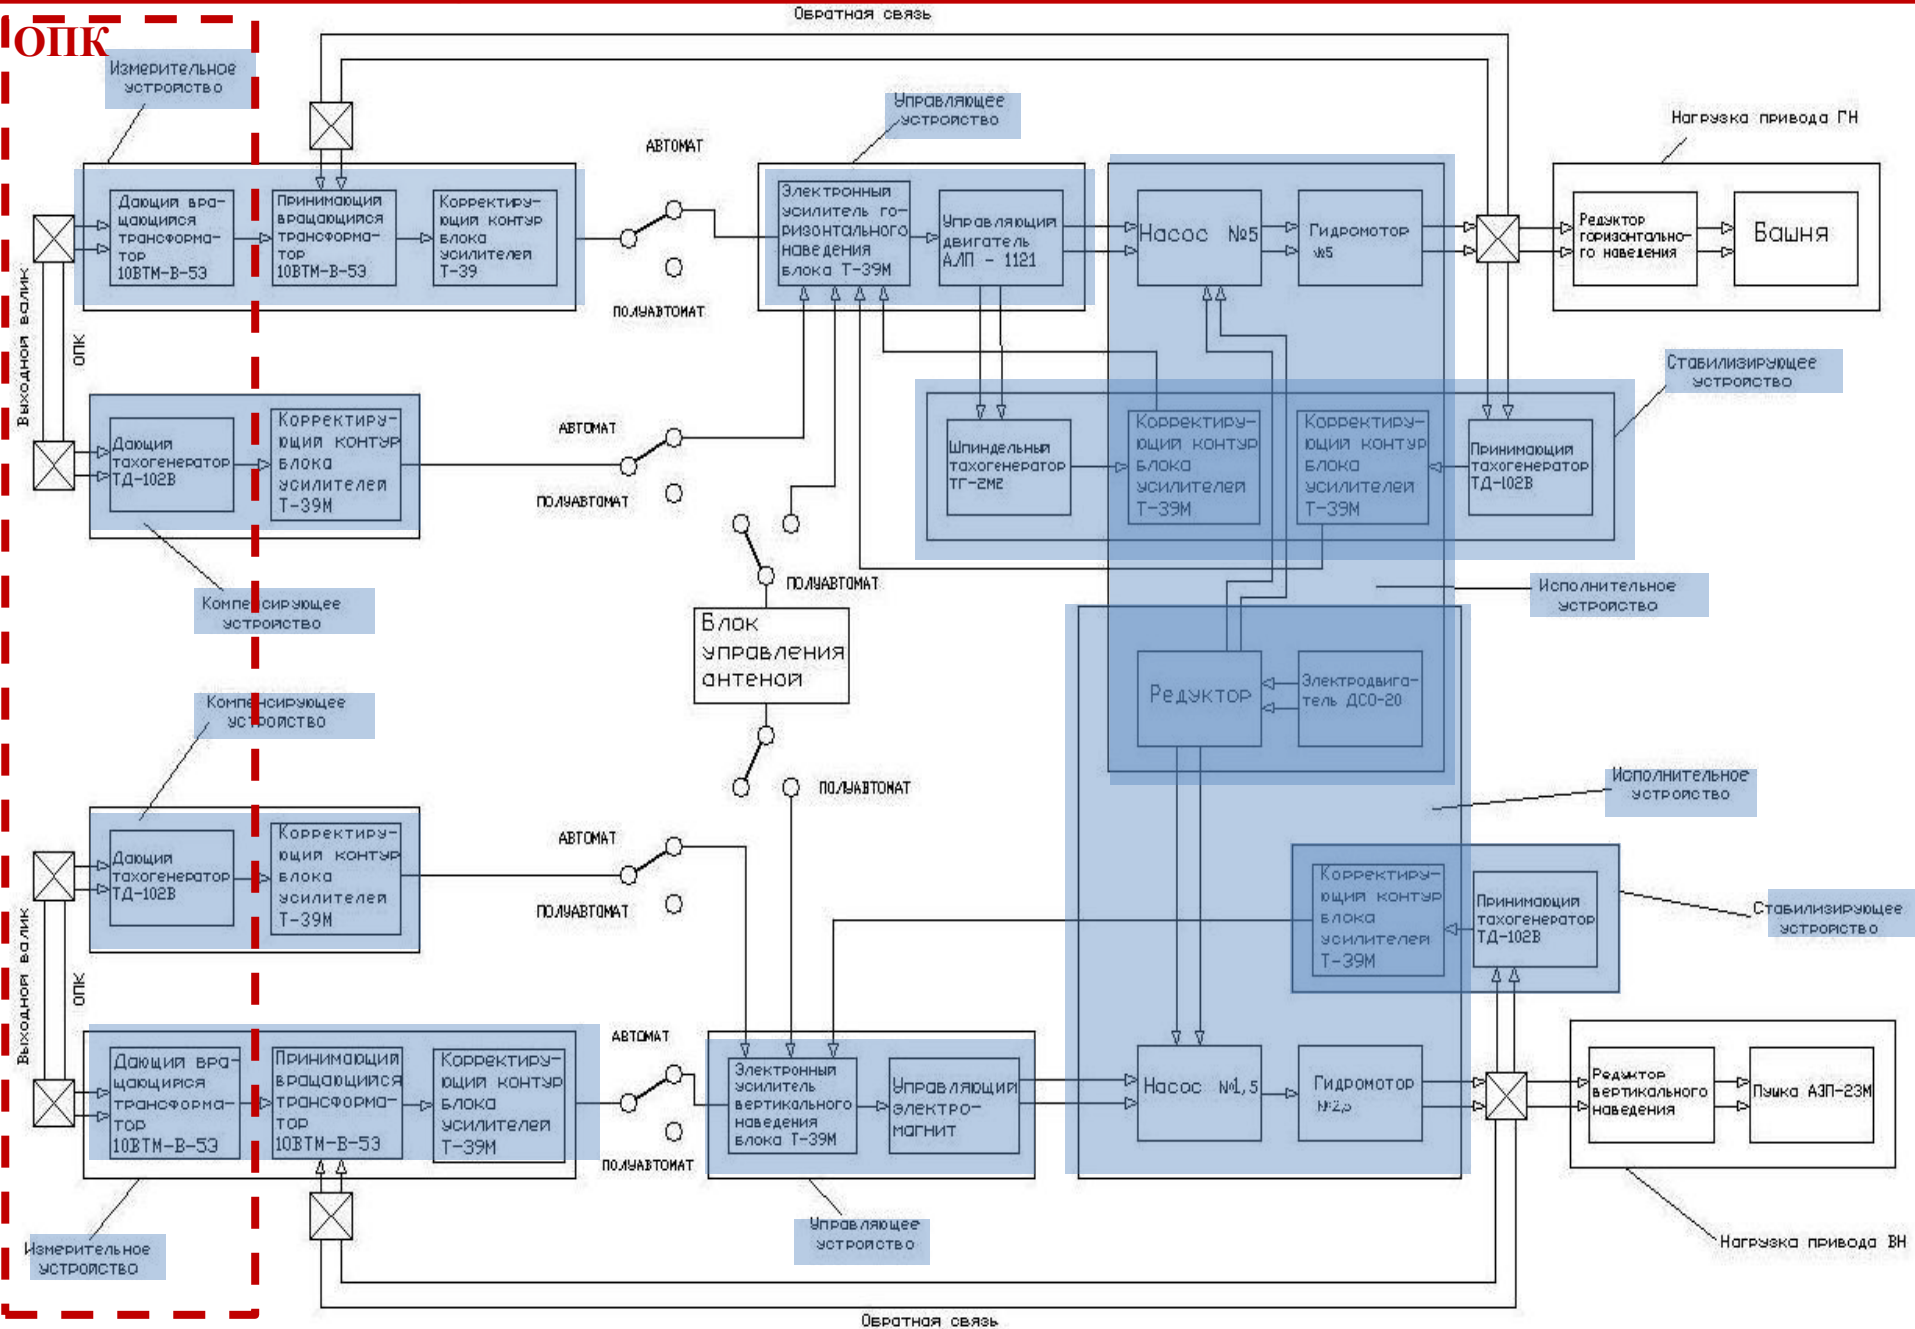 Обратная связь
ОПК
Измерительное
устройство
Управляющее
устройство
Нагрузка привода ГН
АВТОМАТ
Дающий вра-
щающийся
трансформа-
тор
10ВТМ-В-53
Принимающий
вращающийся
трансформа-
тор
10ВТМ-В-53
Корректиру-
ющий контур
блока
усилителей
Т-39
ПОЛУАВТОМАТ
Электронный
усилитель го-
ризонтального
наведения
блока Т-39М
Управляющий
двигатель
АЛП - 1121
Насос №5
Гидромотор
№5
Редуктор
горизонтально-
го наведения
Башня
Выходной валик
ОПК
Дающий
тахогенератор
ТД-102В
Корректиру-
ющий контур
блока
усилителей
Т-39М
АВТОМАТ
ПОЛУАВТОМАТ
Шпиндельный
тахогенератор
ТГ-2М2
Корректиру-
ющий контур
блока
усилителей
Т-39М
Корректиру-
ющий контур
блока
усилителей
Т-39М
Принимающий
тахогенератор
ТД-102В
Стабилизирующее
устройство
Компенсирующее
устройство
ПОЛУАВТОМАТ
Блок
управления
антеной
Исполнительное
устройство
Редуктор
Электродвига-
тель ДСО-20
Компенсирующее
устройство
ПОЛУАВТОМАТ
Исполнительное
устройство
Дающий
тахогенератор
ТД-102В
Корректиру-
ющий контур
блока
усилителей
Т-39М
АВТОМАТ
ПОЛУАВТОМАТ
Корректиру-
ющий контур
блока
усилителей
Т-39М
Принимающий
тахогенератор
ТД-102В
Стабилизирующее
устройство
Выходной валик
ОПК
Дающий вра-
щающийся
трансформа-
тор
10ВТМ-В-53
Принимающий
вращающийся
трансформа-
тор
10ВТМ-В-53
Корректиру-
ющий контур
блока
усилителей
Т-39М
АВТОМАТ
ПОЛУАВТОМАТ
Электронный
усилитель
вертикального
наведения
блока Т-39М
Управляющий
электро-
магнит
Насос №1,5
Гидромотор
№2,5
Редуктор
вертикального
наведения
Пушка АЗП-23М
Измерительное
устройство
Управляющее
устройство
Нагрузка привода ВН
Обратная связь